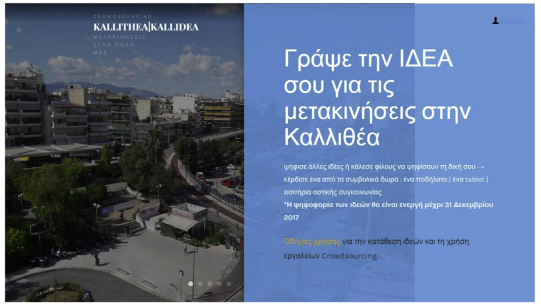 CROWDSOURCING
KALLITHEA|KALLIDEA
ΜΕΤΑΚΙΝΗΣΕΙΣ
ΣΤΗΝ ΠΟΛΗ
ΜΑΣ
Γράψε την ΙΔΕΑ
σου για τις
μετακινήσεις στην
Καλλιθέα
ψήφισε άλλες ιδέες ή κάλεσε φίλους να ψηφίσουν τη δική σου →
κέρδισε ένα από τα συμβολικά δώρα : ένα ποδήλατο | ένα tablet |
εισιτήρια αστικής συγκοινωνίας
*Η ψηφοφορία των ιδεών θα είναι ενεργή μέχρι 31 Δεκεμβρίου
2017
Οδηγίες χρήσης για την κατάθεση ιδεών και τη χρήση
εργαλείων Crowdsourcing